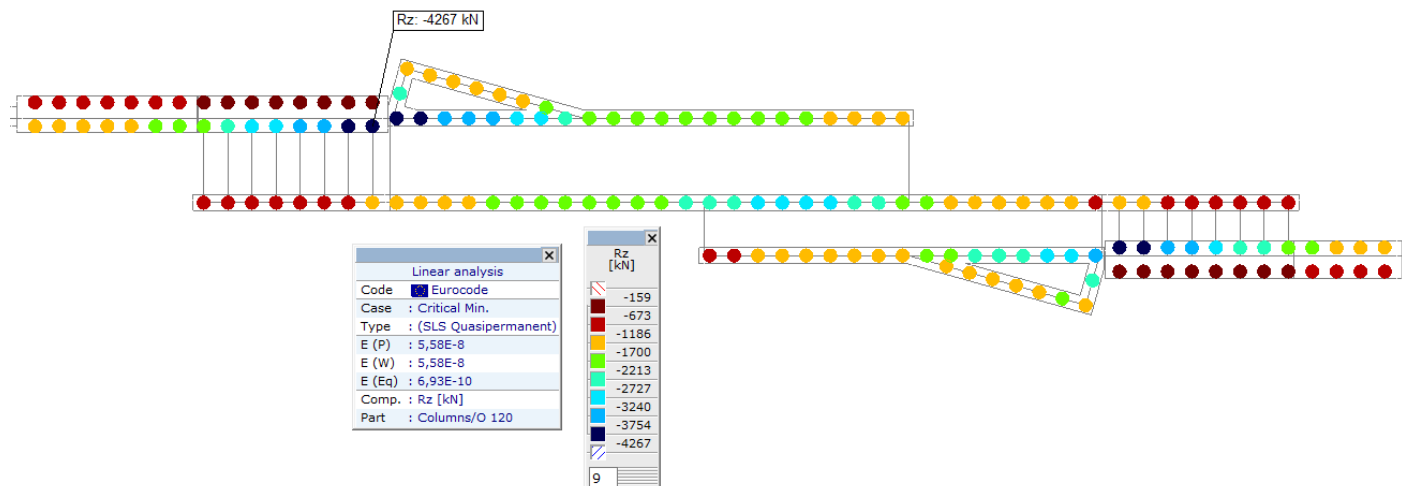 Rz: -4267 kN
Linear analysis
Code Eurocode
Case : Critical Min.
Type : (SLS Quasipermanent)
E (P) : 5,58E-8
E (W) : 5,58E-8
E (Eq) : 6,93E-10
Comp. : Rz [kN]
Part : Columns/O 120
Rz
[kN]
-159
-673
-1186
-1700
-2213
-2727
-3240
-3754
-4267
9